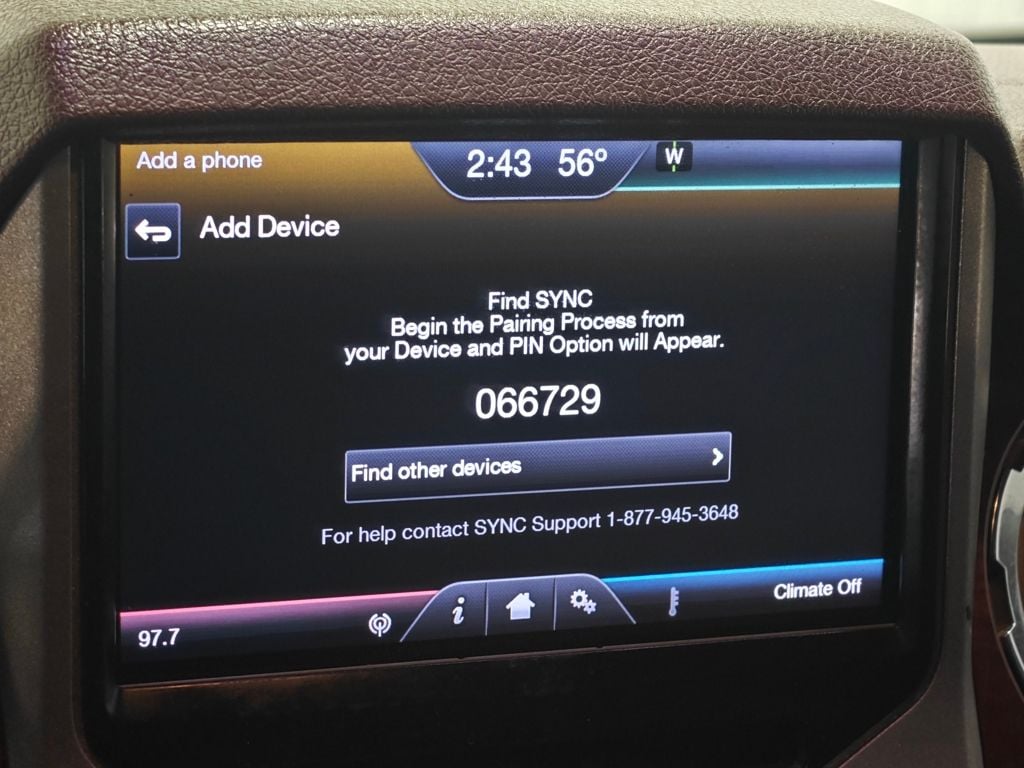 Add a phone
2:43 56º
W
Add Device
Find SYNC
Begin the Pairing Process from
your Device and PIN Option will Appear.
066729
Find other devices
For help contact SYNC Support 1-877-945-3648
97.7
i
Climate Off